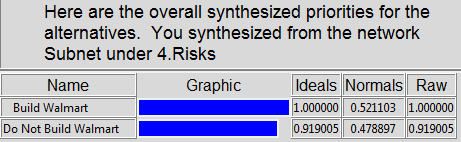 Here are the overall synthesized priorities for the
alternatives. You synthesized from the network
Subnet under 4.Risks
Name Graphic Ideals Normals Raw
Build Walmart 1.000000 0.521103 1.000000
Do Not Build Walmart 0.919005 0.478897 0.919005